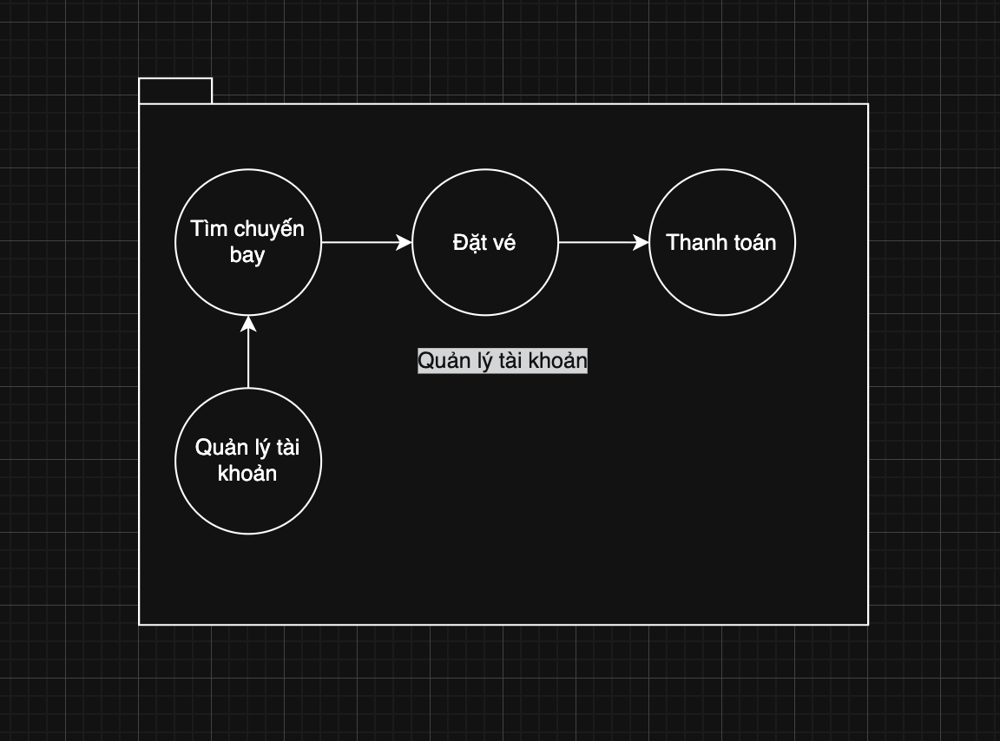 Tìm chuyến
bay
Đặt vé
Thanh toán
Quản lý tài khoản
Quản lý tài
khoản